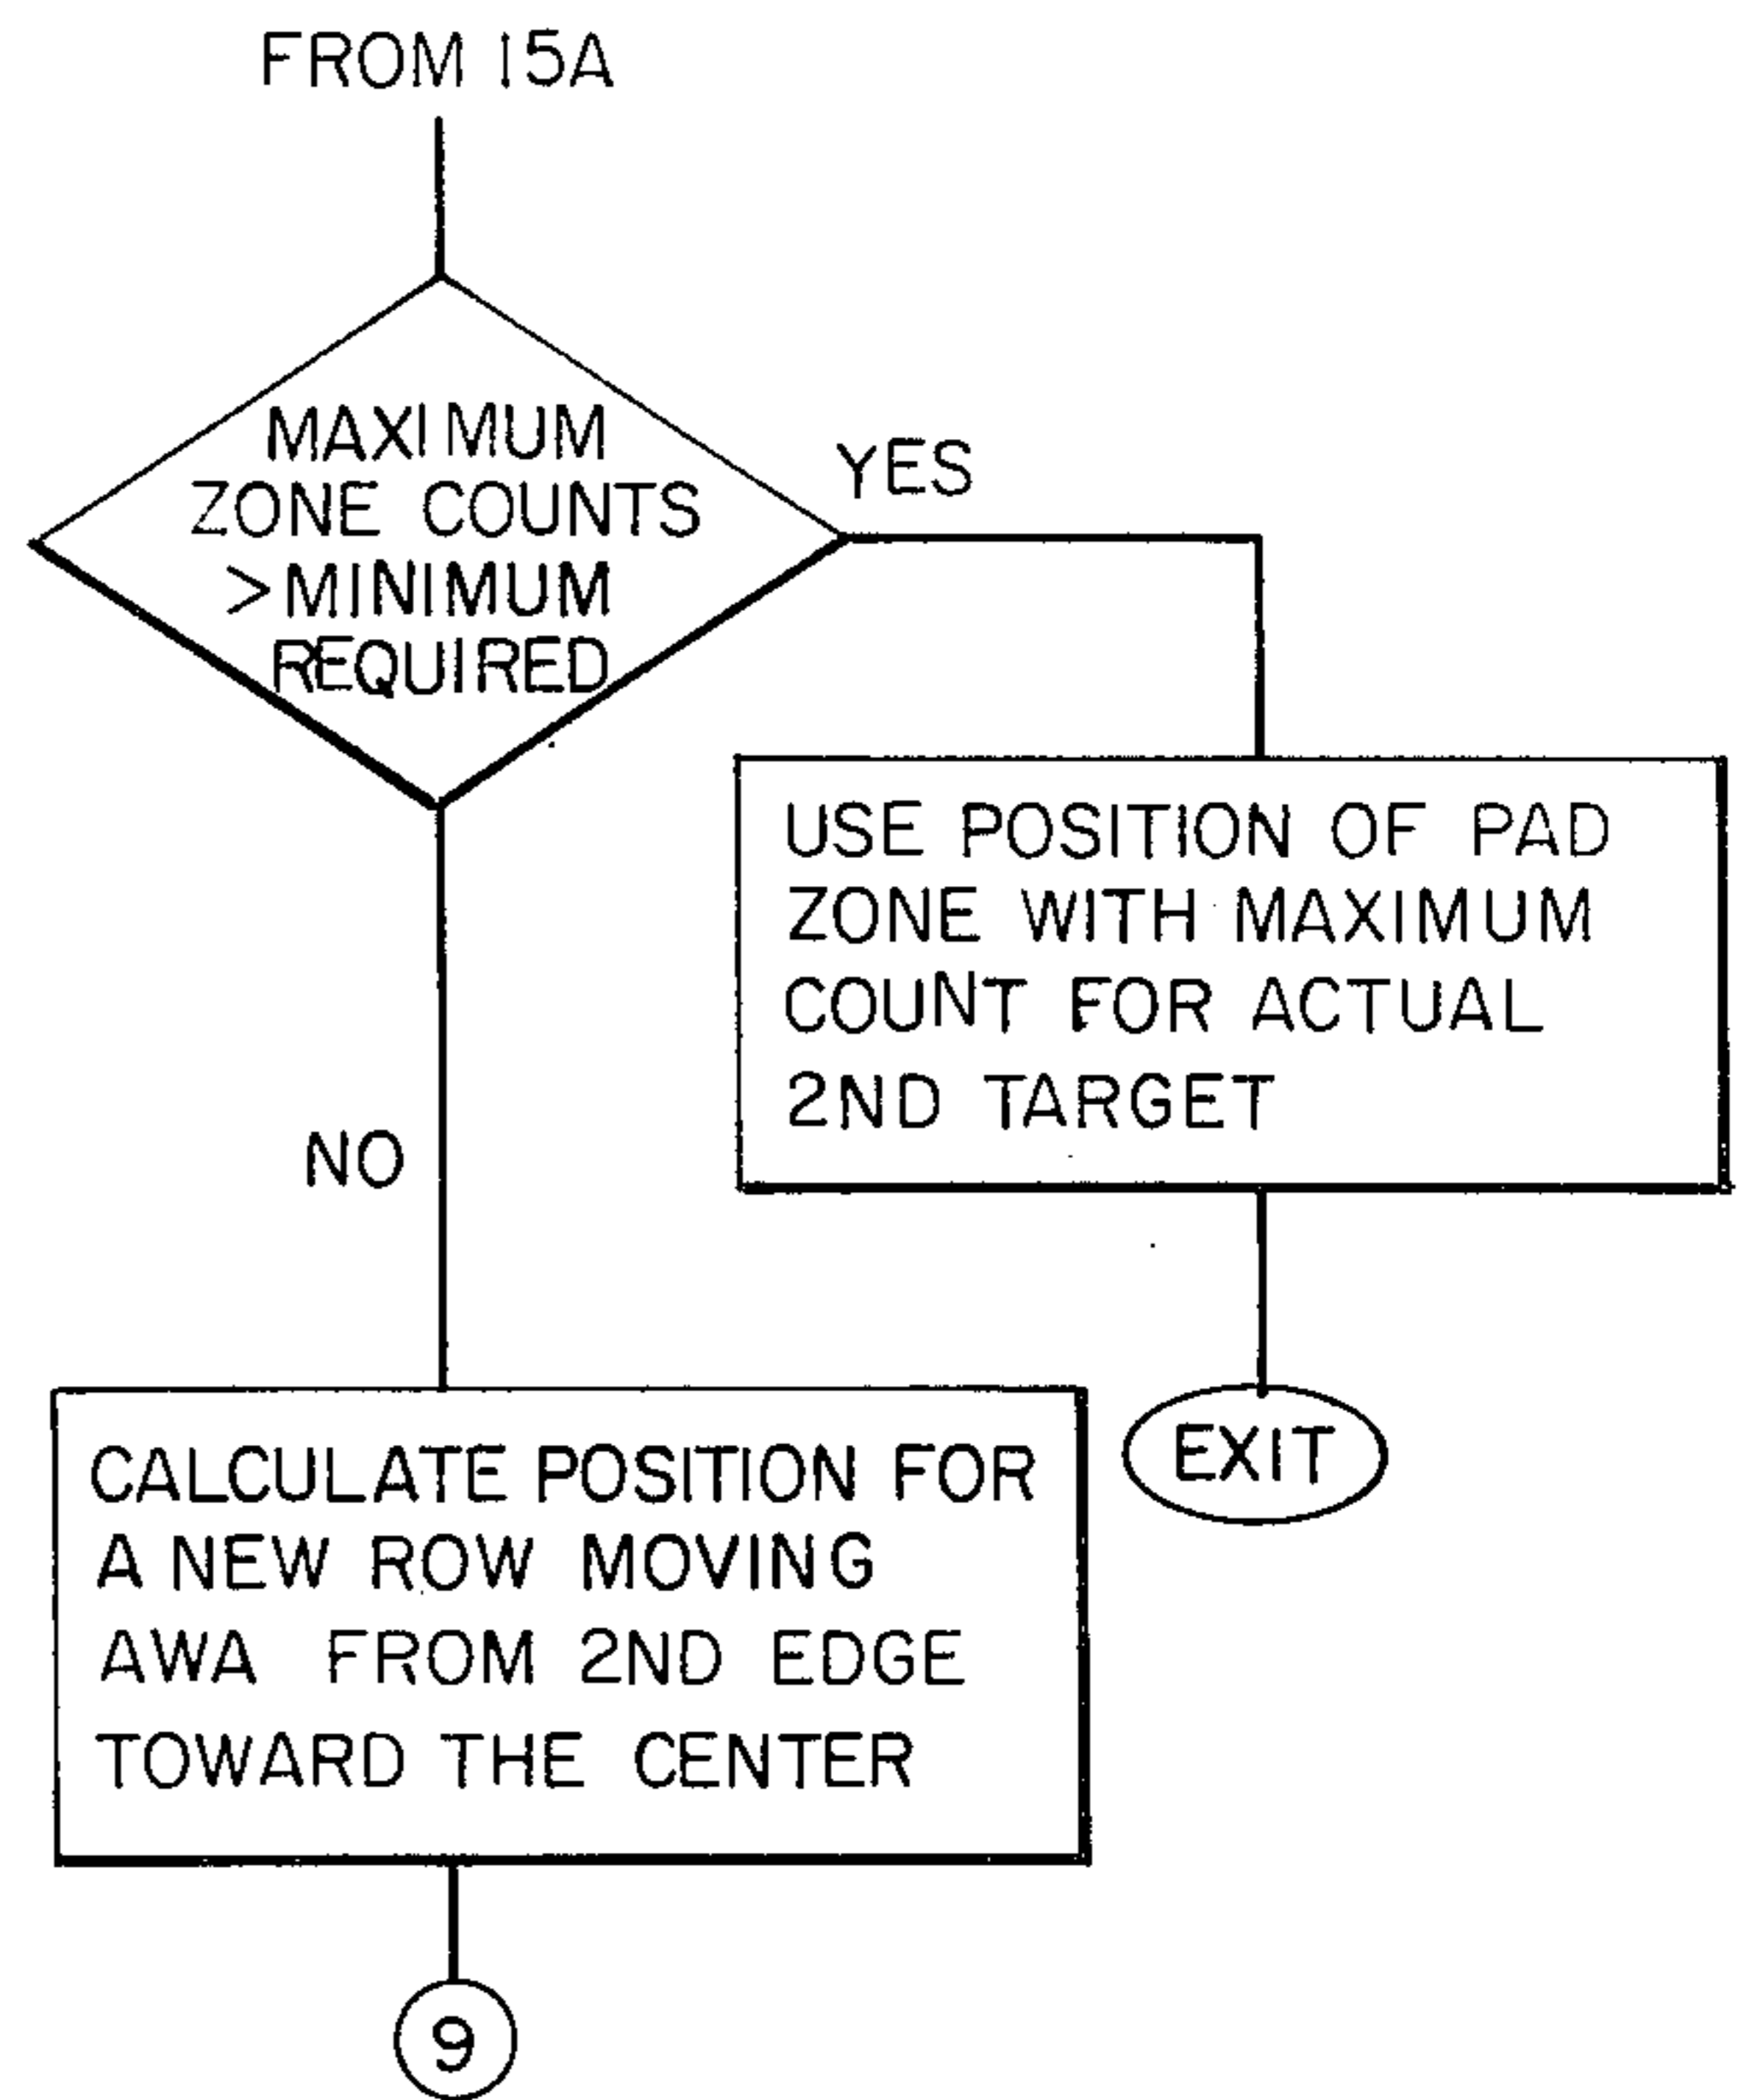 FROM 15A
MAXIMUM
ZONE COUNTS
>MINIMUM
REQUIRED
YES
USE POSITION OF PAD
ZONE WITH MAXIMUM
COUNT FOR ACTUAL
2ND TARGET
NO
CALCULATE POSITION FOR
A NEW ROW MOVING
AWA FROM 2ND EDGE
TOWARD THE CENTER
EXIT
9